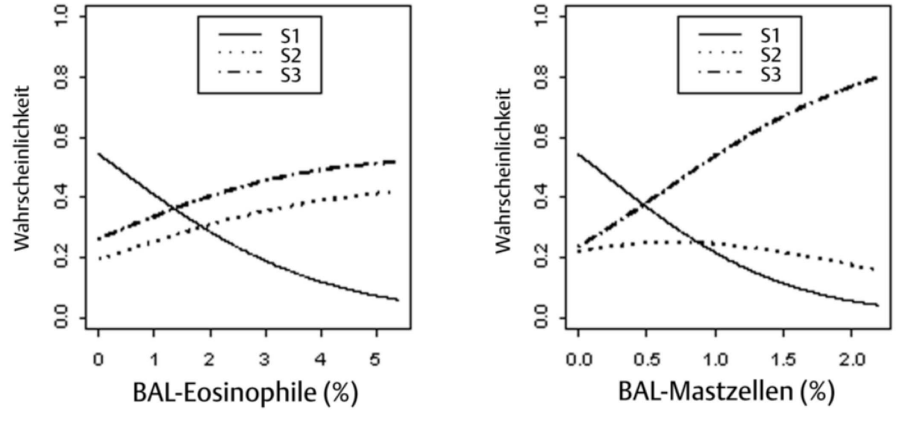 S1
S2
S3
Wahrscheinlichkeit
1.0
0.8
0.6
0.4
0.2
0.0
0 1 2 3 4 5
BAL-Eosinophile (%)
S1
S2
S3
Wahrscheinlichkeit
1.0
0.8
0.6
0.4
0.2
0.0
0.0 0.5 1.0 1.5 2.0
BAL-Mastzellen (%)